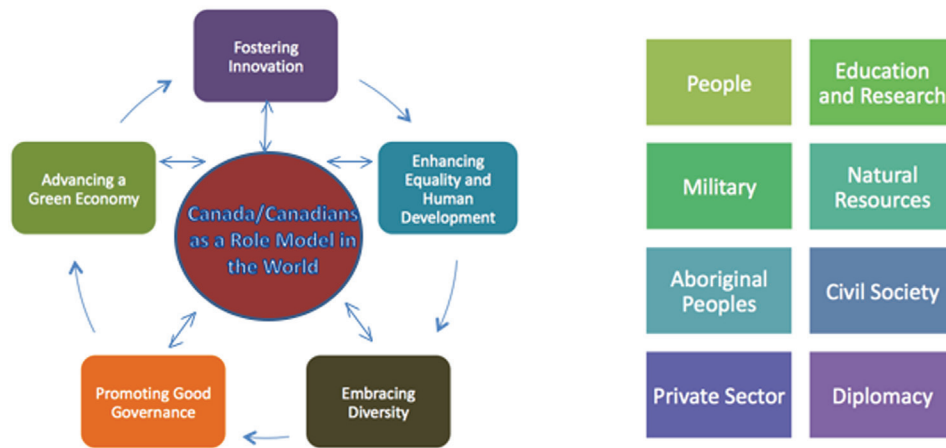 Fostering
Innovation
Enhancing
Equality and
Human
Development
Embracing
Diversity
Promoting Good
Governance
Advancing a
Green Economy
Canada/Canadians
as a Role Model in
the World
People
Education
and Research
Military
Natural
Resources
Aboriginal
Peoples
Civil Society
Private Sector
Diplomacy